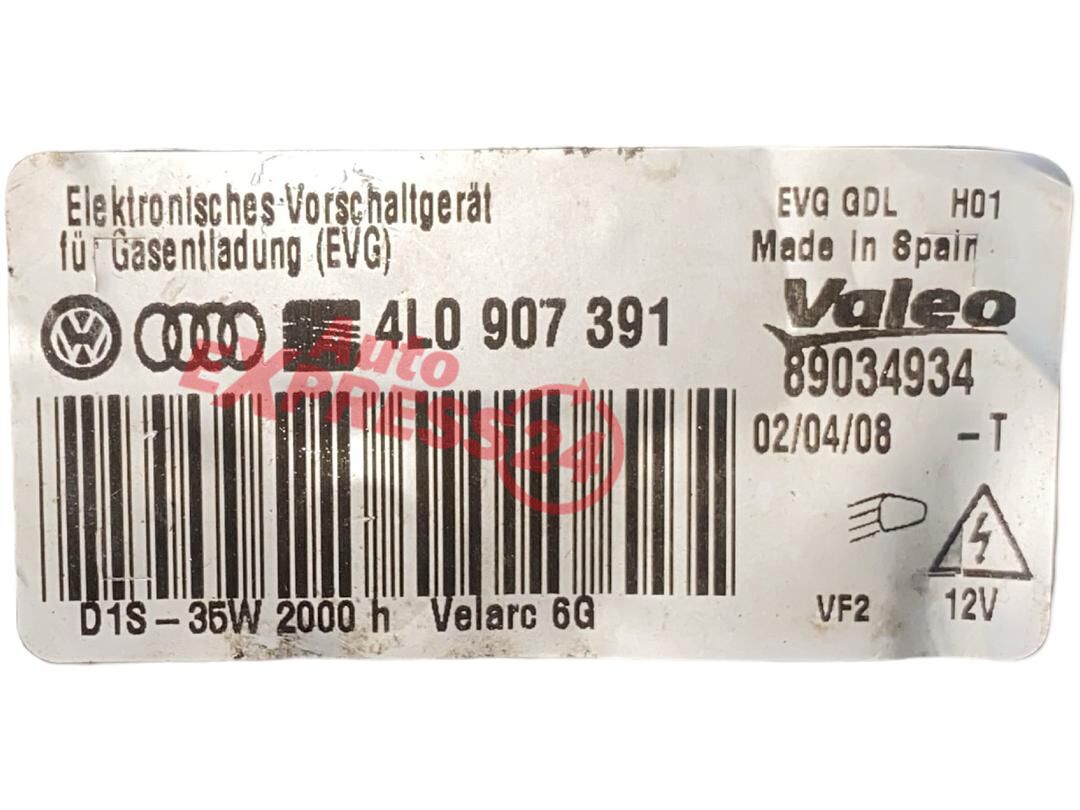 Elektronisches Vorschaltgerät
für Gasentladung (EVG)
4L0 907 391
D1S-35W 2000 h Velarc 6G
EVG GDL H01
Made in Spain
Valeo
89034934
02/04/08 -T
VF2 12V
Auto
EXPRESS24